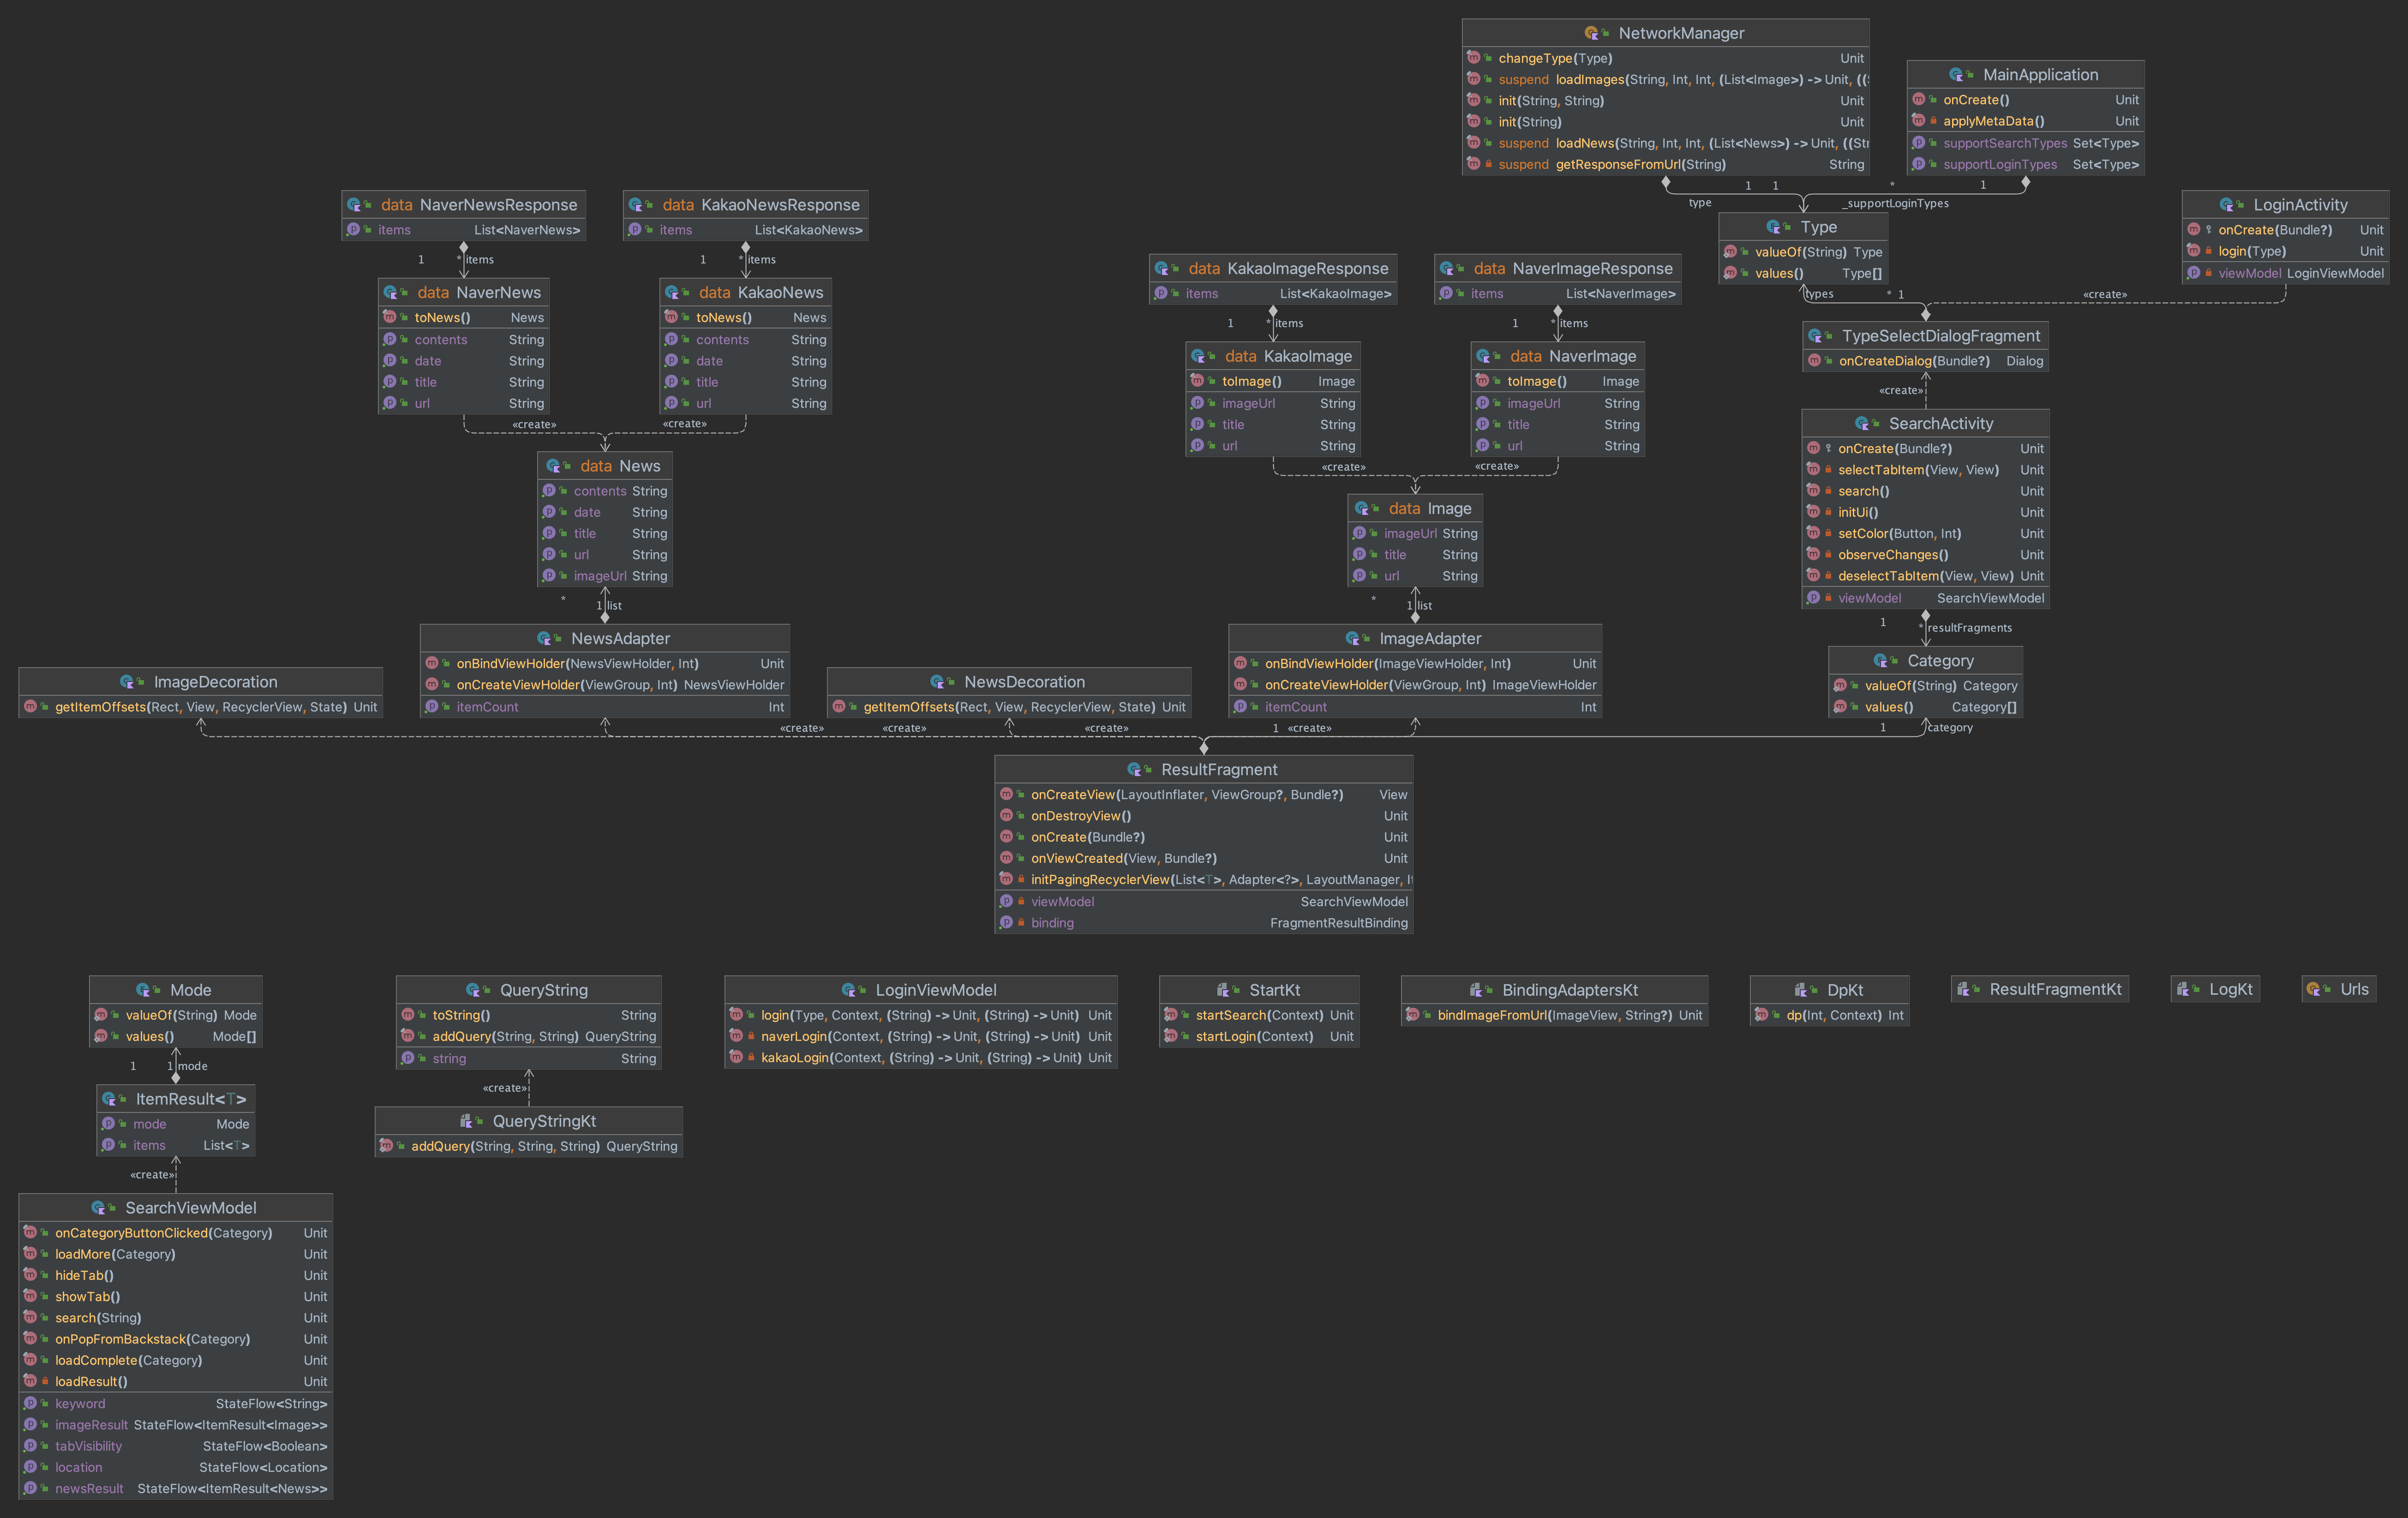 NetworkManager
changeType(Type) Unit
suspend loadImages(String, Int, Int, (List<Image>) -> Unit, ((S
init(String, String) Unit
init(String) Unit
suspend loadNews(String, Int, Int, (List<News>) -> Unit, ((Str
suspend getResponseFromUrl(String) String
MainApplication
onCreate() Unit
applyMetaData() Unit
supportSearchTypes Set<Type>
supportLoginTypes Set<Type>
1 1 * 1
type _supportLoginTypes
data NaverNewsResponse
items List<NaverNews>
data KakaoNewsResponse
items List<KakaoNews>
Type
valueOf(String) Type
values() Type[]
LoginActivity
onCreate(Bundle?) Unit
login(Type) Unit
viewModel LoginViewModel
1 * items
1 * items
data KakaoImageResponse
items List<KakaoImage>
data NaverImageResponse
items List<NaverImage>
types * 1 «create»
data NaverNews
toNews() News
contents String
date String
title String
url String
data KakaoNews
toNews() News
contents String
date String
title String
url String
1 * items
1 * items
data KakaoImage
toImage() Image
imageUrl String
title String
url String
data NaverImage
toImage() Image
imageUrl String
title String
url String
TypeSelectDialogFragment
onCreateDialog(Bundle?) Dialog
«create»
«create» «create»
«create» «create»
SearchActivity
onCreate(Bundle?) Unit
selectTabItem(View, View) Unit
search() Unit
initUi() Unit
setColor(Button, Int) Unit
observeChanges() Unit
deselectTabItem(View, View) Unit
viewModel SearchViewModel
data News
contents String
date String
title String
url String
imageUrl String
data Image
imageUrl String
title String
url String
* 1 list
* 1 list
1 * resultFragments
ImageDecoration
getItemOffsets(Rect, View, RecyclerView, State) Unit
NewsAdapter
onBindViewHolder(NewsViewHolder, Int) Unit
onCreateViewHolder(ViewGroup, Int) NewsViewHolder
itemCount Int
NewsDecoration
getItemOffsets(Rect, View, RecyclerView, State) Unit
ImageAdapter
onBindViewHolder(ImageViewHolder, Int) Unit
onCreateViewHolder(ViewGroup, Int) ImageViewHolder
itemCount Int
Category
valueOf(String) Category
values() Category[]
«create» «create» «create» 1 «create» 1 category
ResultFragment
onCreateView(LayoutInflater, ViewGroup?, Bundle?) View
onDestroyView() Unit
onCreate(Bundle?) Unit
onViewCreated(View, Bundle?) Unit
initPagingRecyclerView(List<T>, Adapter<?>, LayoutManager, It
viewModel SearchViewModel
binding FragmentResultBinding
Mode
valueOf(String) Mode
values() Mode[]
QueryString
toString() String
addQuery(String, String) QueryString
string String
LoginViewModel
login(Type, Context, (String) -> Unit, (String) -> Unit) Unit
naverLogin(Context, (String) -> Unit, (String) -> Unit) Unit
kakaoLogin(Context, (String) -> Unit, (String) -> Unit) Unit
StartKt
startSearch(Context) Unit
startLogin(Context) Unit
BindingAdaptersKt
bindImageFromUrl(ImageView, String?) Unit
DpKt
dp(Int, Context) Int
ResultFragmentKt
LogKt
Urls
1 1 mode
«create»
ItemResult<T>
mode Mode
items List<T>
QueryStringKt
addQuery(String, String, String) QueryString
«create»
SearchViewModel
onCategoryButtonClicked(Category) Unit
loadMore(Category) Unit
hideTab() Unit
showTab() Unit
search(String) Unit
onPopFromBackstack(Category) Unit
loadComplete(Category) Unit
loadResult() Unit
keyword StateFlow<String>
imageResult StateFlow<ItemResult<Image>>
tabVisibility StateFlow<Boolean>
location StateFlow<Location>
newsResult StateFlow<ItemResult<News>>